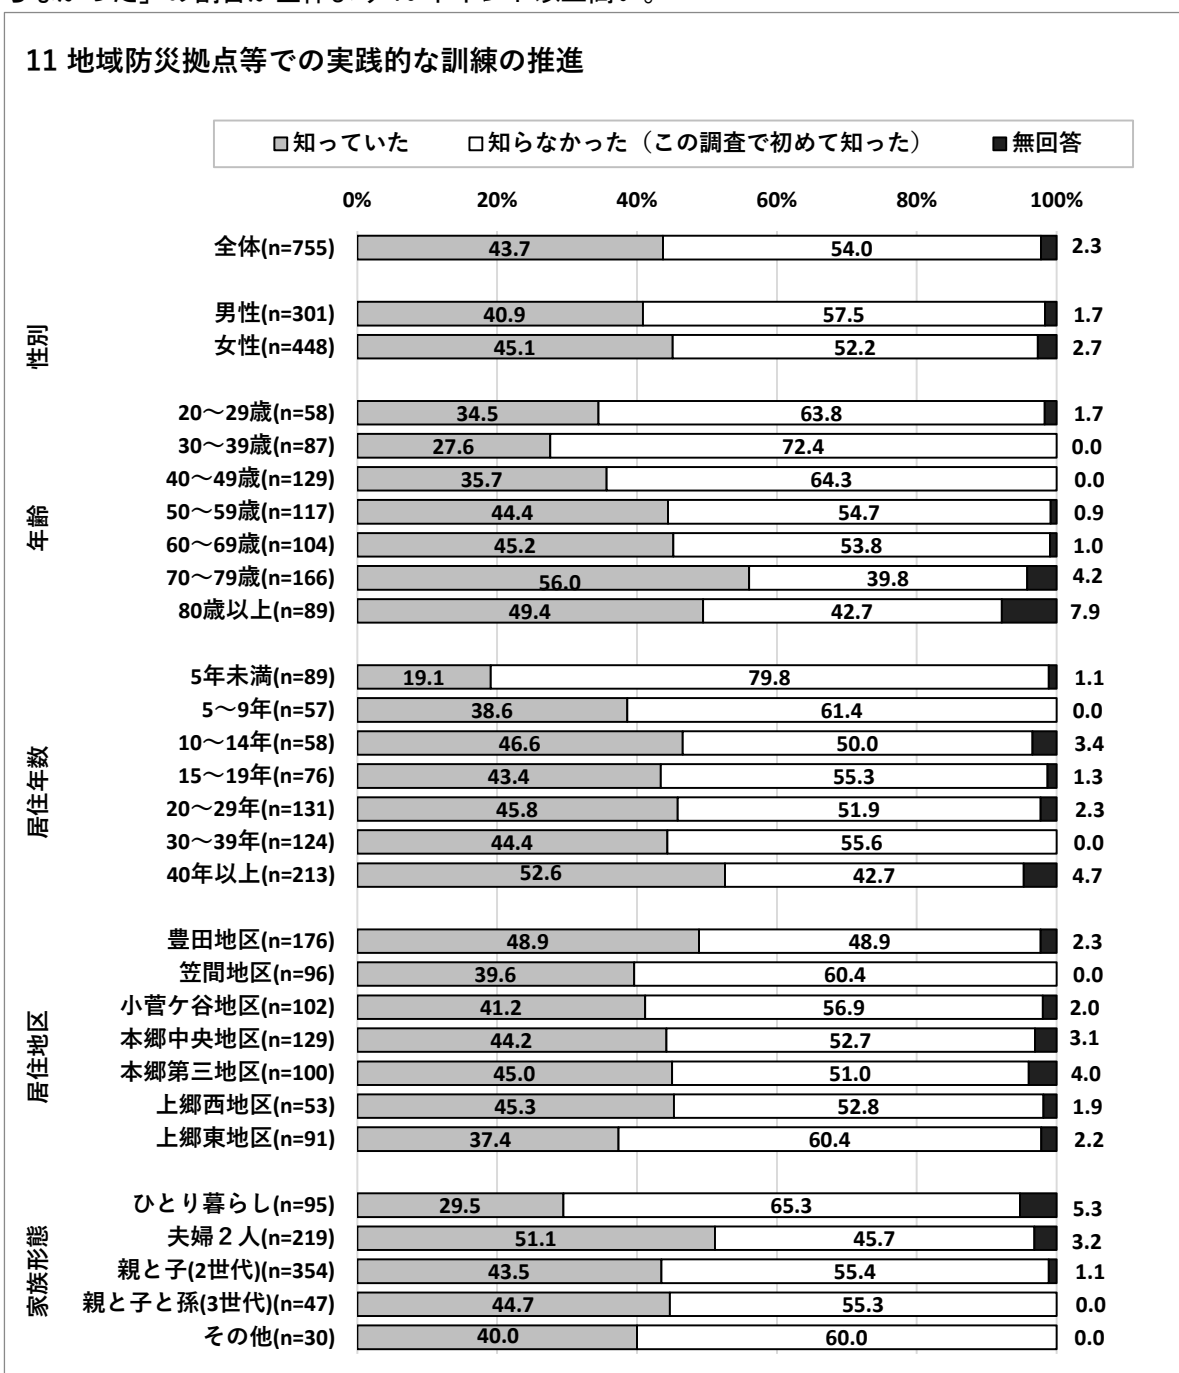 11 地域防災拠点等での実践的な訓練の推進
知っていた 知らなかった（この調査で初めて知った） 無回答
0% 20% 40% 60% 80% 100%
全体(n=755) 43.7 54.0 2.3
性別
男性(n=301) 40.9 57.5 1.7
女性(n=448) 45.1 52.2 2.7
年齢
20～29歳(n=58) 34.5 63.8 1.7
30～39歳(n=87) 27.6 72.4 0.0
40～49歳(n=129) 35.7 64.3 0.0
50～59歳(n=117) 44.4 54.7 0.9
60～69歳(n=104) 45.2 53.8 1.0
70～79歳(n=166) 56.0 39.8 4.2
80歳以上(n=89) 49.4 42.7 7.9
居住年数
5年未満(n=89) 19.1 79.8 1.1
5～9年(n=57) 38.6 61.4 0.0
10～14年(n=58) 46.6 50.0 3.4
15～19年(n=76) 43.4 55.3 1.3
20～29年(n=131) 45.8 51.9 2.3
30～39年(n=124) 44.4 55.6 0.0
40年以上(n=213) 52.6 42.7 4.7
居住地区
豊田地区(n=176) 48.9 48.9 2.3
笠間地区(n=96) 39.6 60.4 0.0
小菅ケ谷地区(n=102) 41.2 56.9 2.0
本郷中央地区(n=129) 44.2 52.7 3.1
本郷第三地区(n=100) 45.0 51.0 4.0
上郷西地区(n=53) 45.3 52.8 1.9
上郷東地区(n=91) 37.4 60.4 2.2
家族形態
ひとり暮らし(n=95) 29.5 65.3 5.3
夫婦２人(n=219) 51.1 45.7 3.2
親と子(2世代)(n=354) 43.5 55.4 1.1
親と子と孫(3世代)(n=47) 44.7 55.3 0.0
その他(n=30) 40.0 60.0 0.0